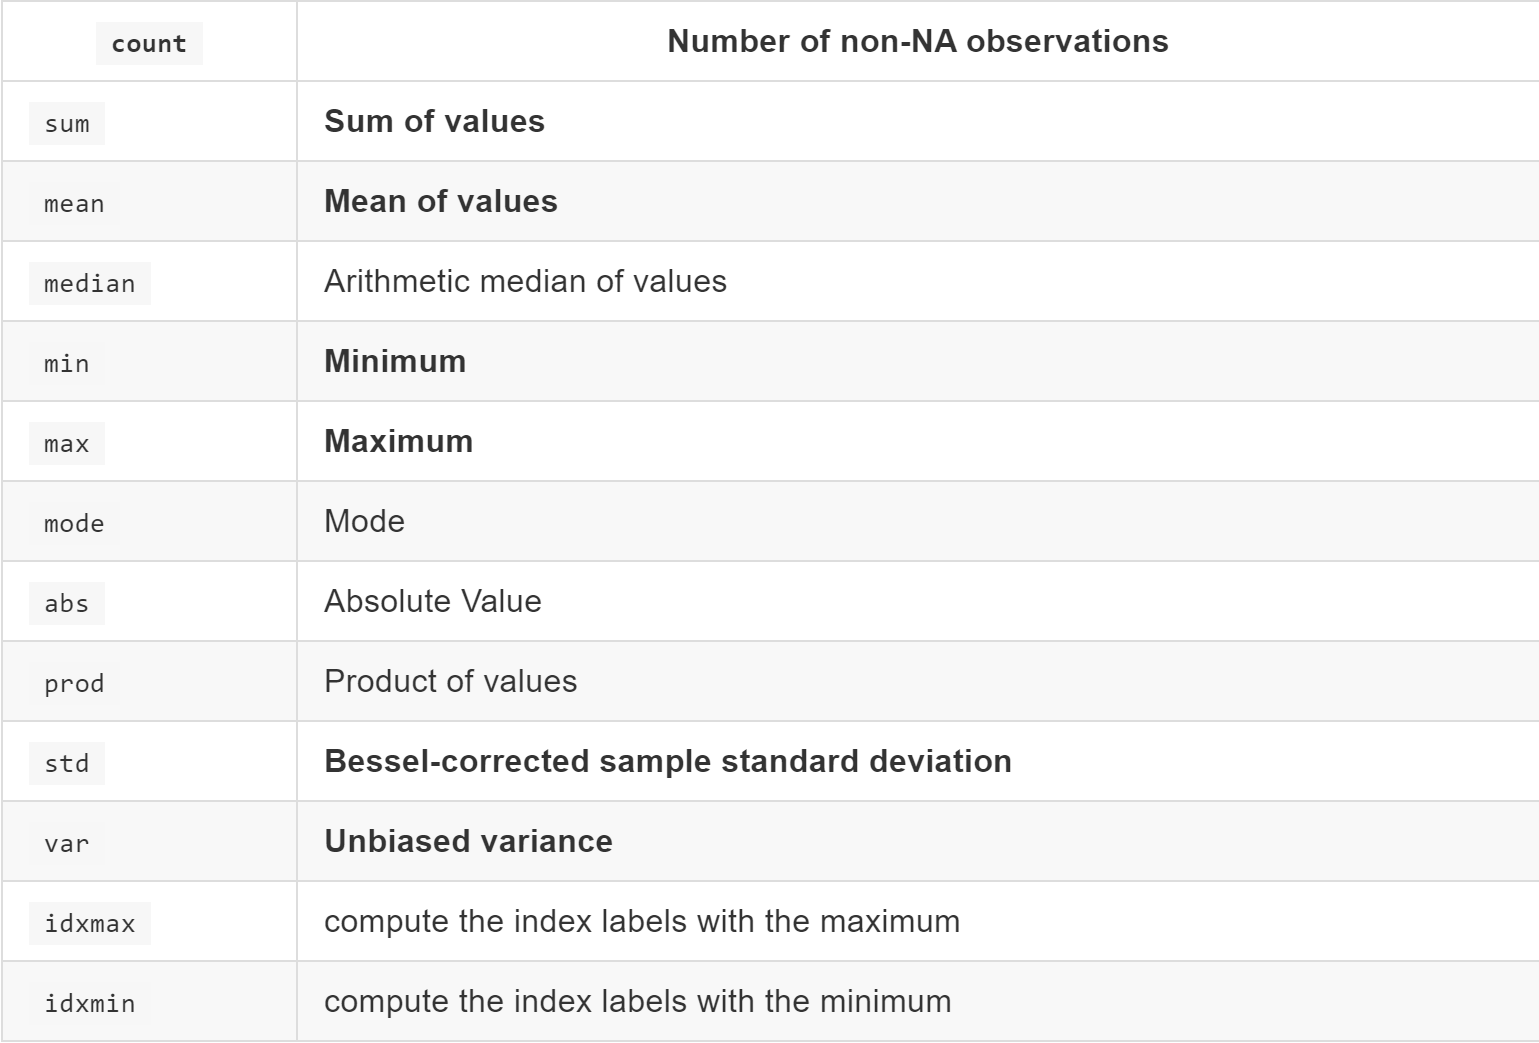 count Number of non-NA observations
sum Sum of values
mean Mean of values
median Arithmetic median of values
min Minimum
max Maximum
mode Mode
abs Absolute Value
prod Product of values
std Bessel-corrected sample standard deviation
var Unbiased variance
idxmax compute the index labels with the maximum
idxmin compute the index labels with the minimum